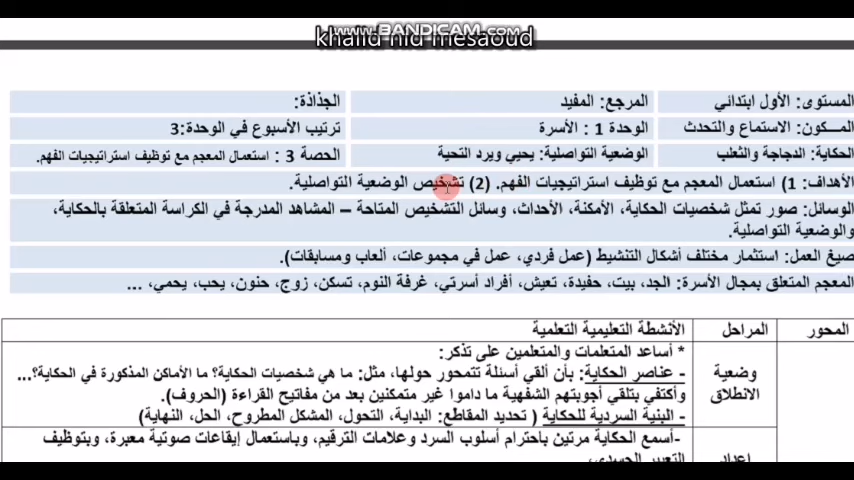 www.BANDICAM.com
khalid nid mesaoud
المستوى: الأول ابتدائي المرجع: المفيد الجذاذة:
المـــكون: الاستماع والتحدث الوحدة 1 : الأسرة ترتيب الأسبوع في الوحدة:3
الحكاية: الدجاجة والثعلب الوضعية التواصلية: يحيي ويرد التحية الحصة 3 : استعمال المعجم مع توظيف استراتيجيات الفهم.
الأهداف: 1) استعمال المعجم مع توظيف استراتيجيات الفهم. (2) تشخيص الوضعية التواصلية.
الوسائل: صور تمثل شخصيات الحكاية، الأمكنة، الأحداث، وسائل التشخيص المتاحة – المشاهد المدرجة في الكراسة المتعلقة بالحكاية،
والوضعية التواصلية.
صيغ العمل: استثمار مختلف أشكال التنشيط (عمل فردي، عمل في مجموعات، ألعاب ومسابقات).
المعجم المتعلق بمجال الأسرة: الجد، بيت، حفيدة، تعيش، أفراد أسرتي، غرفة النوم، تسكن، زوج، حنون، يحب، يحمي، ...
المحور المراحل الأنشطة التعليمية التعلمية
وضعية الانطلاق
* أساعد المتعلمات والمتعلمين على تذكر:
- عناصر الحكاية: بأن ألقي أسئلة تتمحور حولها، مثل: ما هي شخصيات الحكاية؟ ما الأماكن المذكورة في الحكاية؟...
وأكتفي بتلقي أجوبتهم الشفهية ما داموا غير متمكنين بعد من مفاتيح القراءة (الحروف).
- البنية السردية للحكاية ( تحديد المقاطع: البداية، التحول، المشكل المطروح، الحل، النهاية)
-أسمع الحكاية مرتين باحترام أسلوب السرد وعلامات الترقيم، وباستعمال إيقاعات صوتية معبرة، وبتوظيف
التعبير الجسدي.